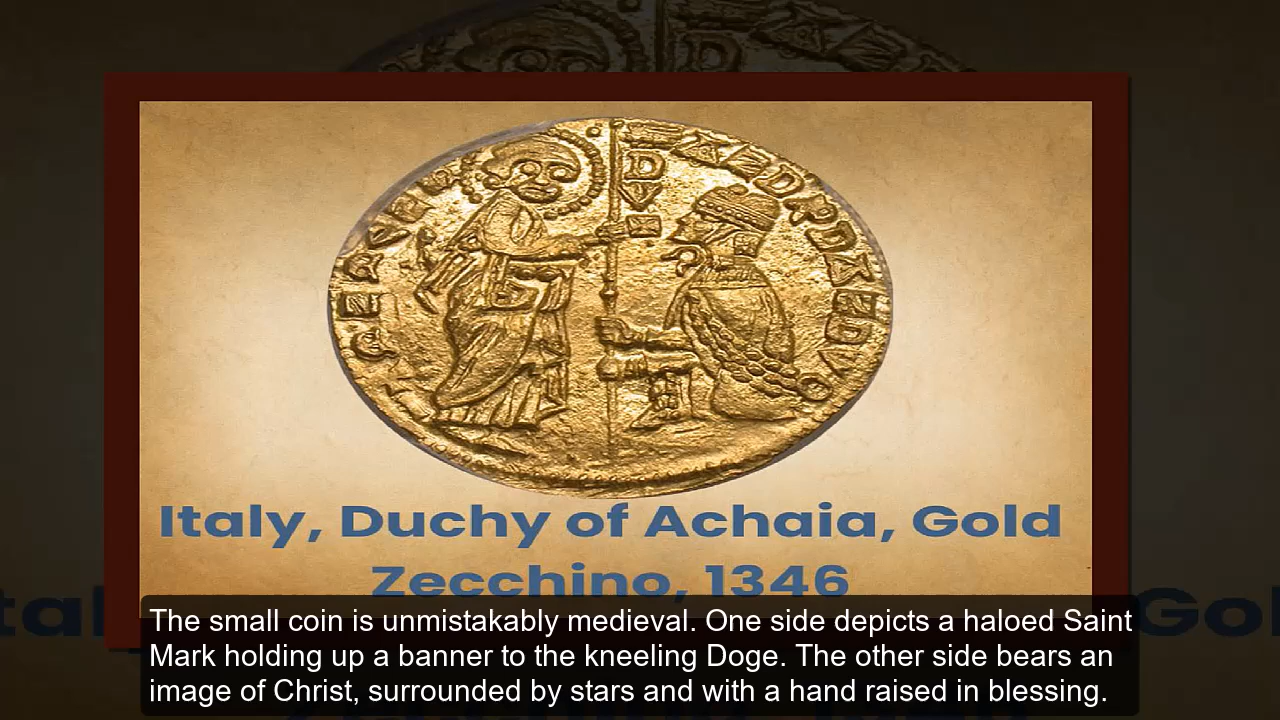 D
V
Italy, Duchy of Achaia, Gold
Zecchino, 1346
The small coin is unmistakably medieval. One side depicts a haloed Saint
Mark holding up a banner to the kneeling Doge. The other side bears an
image of Christ, surrounded by stars and with a hand raised in blessing.